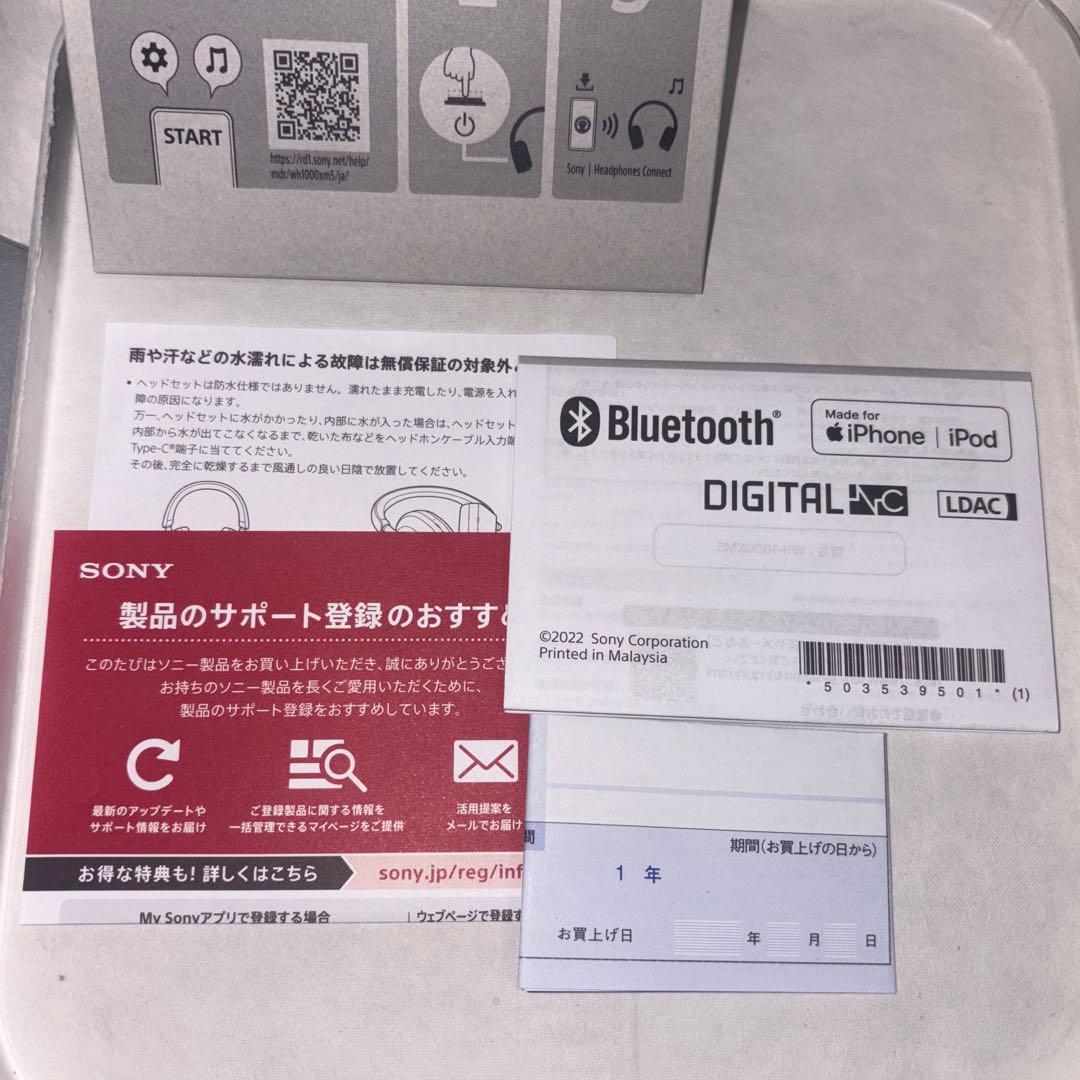 START
https://rd1.sony.net/help/
mdr/wh1000xm5/ja/
Sony | Headphones Connect
雨や汗などの水濡れによる故障は無償保証の対象外
• ヘッドセットは防水仕様ではありません。濡れたまま充電したり、電源を入れ
障の原因になります。
万一、ヘッドセットに水がかかったり、内部に水が入った場合は、ヘッドセット
内部から水が出てこなくなるまで、乾いた布などをヘッドホンケーブル入力端
Type-C®端子に当ててください。
その後、完全に乾燥するまで風通しの良い日陰で放置してください。
Bluetooth®
Made for
iPhone | iPod
DIGITAL NC
LDAC
©2022 Sony Corporation
Printed in Malaysia
*503539501*(1)
SONY
製品のサポート登録のおすすめ
このたびはソニー製品をお買い上げいただき、誠にありがとうござ
お持ちのソニー製品を長くご愛用いただくために、
製品のサポート登録をおすすめしています。
最新のアップデートや
サポート情報をお届け
ご登録製品に関する情報を
一括管理できるマイページをご提供
活用提案を
メールでお届け
お得な特典も! 詳しくはこちら
sony.jp/reg/inf
My Sonyアプリで登録する場合
ウェブページで登録す
間
期間(お買上げの日から)
1 年
お買上げ日 年 月 日